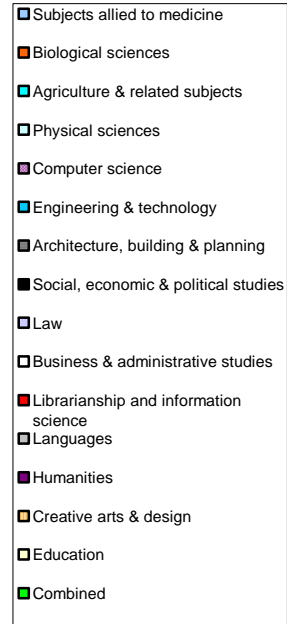 Subjects allied to medicine
Biological sciences
Agriculture & related subjects
Physical sciences
Computer science
Engineering & technology
Architecture, building & planning
Social, economic & political studies
Law
Business & administrative studies
Librarianship and information
science
Languages
Humanities
Creative arts & design
Education
Combined